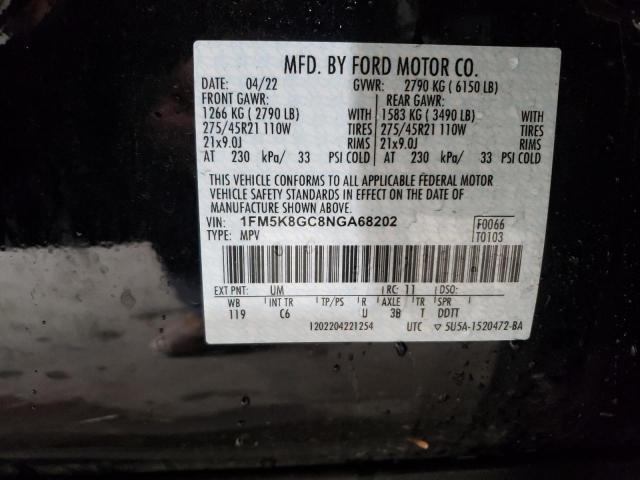 MFD. BY FORD MOTOR CO.
DATE: 04/22 GVWR: 2790 KG ( 6150 LB)
FRONT GAWR: REAR GAWR:
1266 KG ( 2790 LB) WITH 1583 KG ( 3490 LB) WITH
275/45R21 110W TIRES 275/45R21 110W TIRES
21x9.0J RIMS 21x9.0J RIMS
AT 230 kPa/ 33 PSI COLD AT 230 kPa/ 33 PSI COLD
THIS VEHICLE CONFORMS TO ALL APPLICABLE FEDERAL MOTOR
VEHICLE SAFETY STANDARDS IN EFFECT ON THE DATE OF
MANUFACTURE SHOWN ABOVE.
VIN: 1FM5K8GC8NGA68202 F0066
TYPE: MPV T0103
EXT PNT: UM RC: 11 DSO:
WB INT TR TP/PS R AXLE TR SPR
119 C6 U 3B T DDTT
1202204221254 UTC ▽ 5U5A-1520472-BA